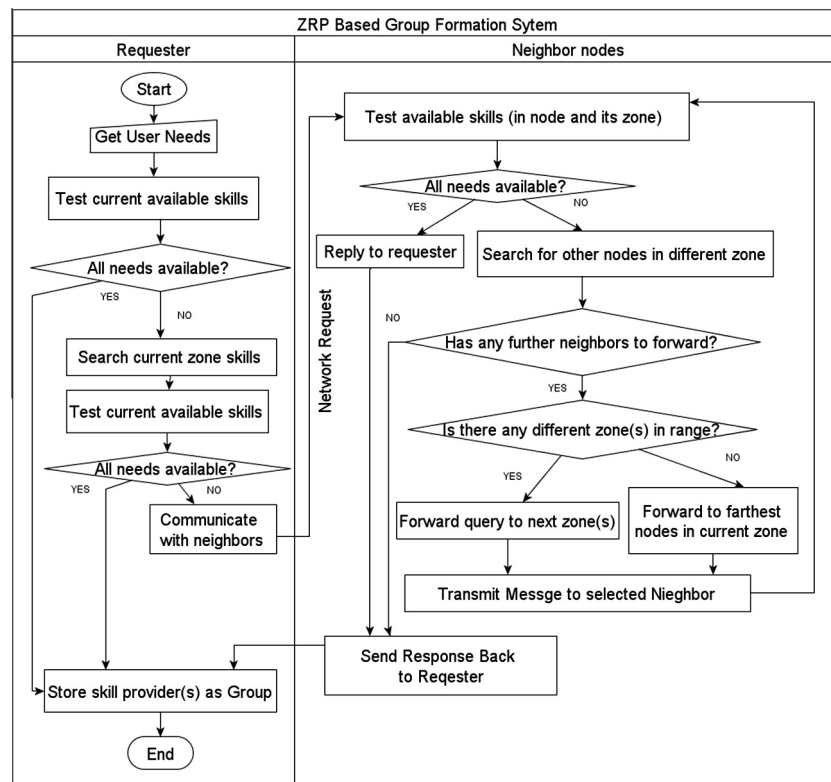 ZRP Based Group Formation Sytem
Requester
Neighbor nodes
Start
Get User Needs
Test current available skills
All needs available?
YES
NO
Search current zone skills
Test current available skills
All needs available?
YES
NO
Communicate
with neighbors
Network Request
Test available skills (in node and its zone)
All needs available?
YES
NO
Reply to requester
Search for other nodes in different zone
NO
Has any further neighbors to forward?
YES
Is there any different zone(s) in range?
YES
NO
Forward query to next zone(s)
Forward to farthest
nodes in current zone
Transmit Messge to selected Nieghbor
Send Response Back
to Reqester
Store skill provider(s) as Group
End